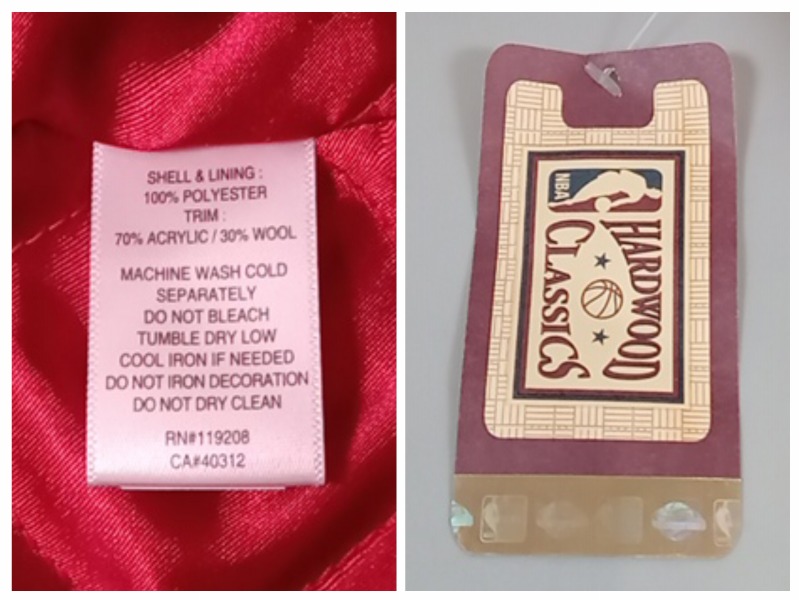 SHELL & LINING :
100% POLYESTER
TRIM :
70% ACRYLIC / 30% WOOL
MACHINE WASH COLD
SEPARATELY
DO NOT BLEACH
TUMBLE DRY LOW
COOL IRON IF NEEDED
DO NOT IRON DECORATION
DO NOT DRY CLEAN
RN#119208
CA#40312
NBA
HARDWOOD
CLASSICS